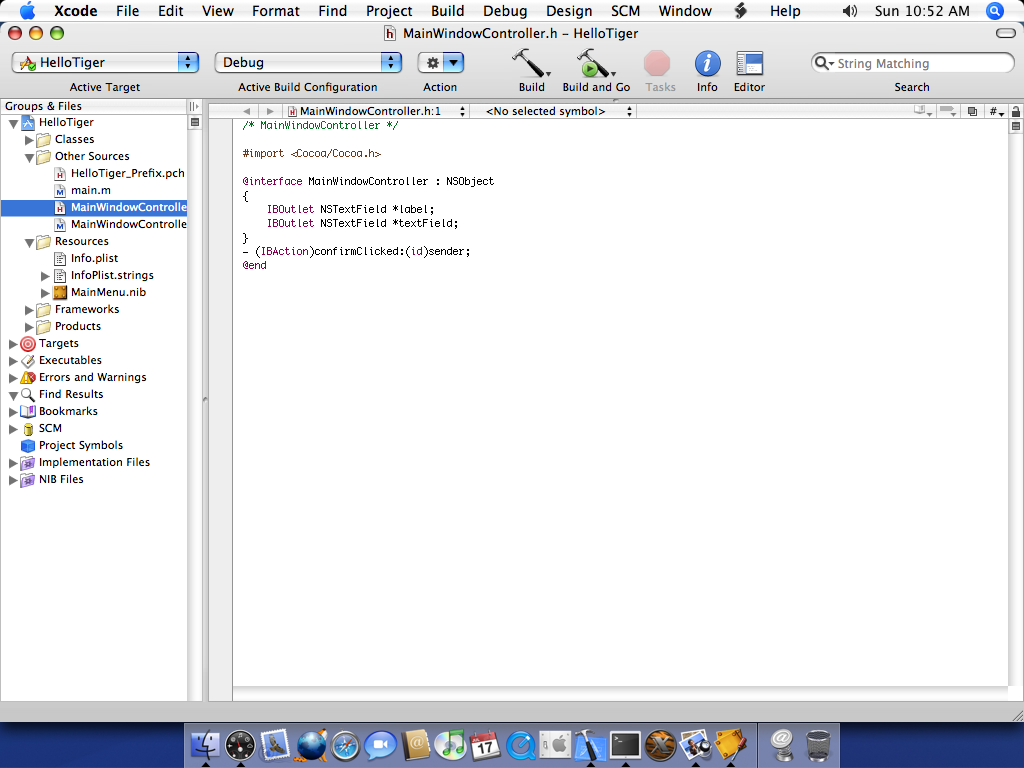 Xcode File Edit View Format Find Project Build Debug Design SCM Window Help Sun 10:52 AM
MainWindowController.h – HelloTiger
HelloTiger Debug String Matching
Active Target Active Build Configuration Action Build Build and Go Tasks Info Editor Search
Groups & Files
MainWindowController.h:1 <No selected symbol> #
HelloTiger
Classes
Other Sources
HelloTiger_Prefix.pch
main.m
MainWindowControlle
MainWindowControlle
Resources
Info.plist
InfoPlist.strings
MainMenu.nib
Frameworks
Products
Targets
Executables
Errors and Warnings
Find Results
Bookmarks
SCM
Project Symbols
Implementation Files
NIB Files
/* MainWindowController */
#import <Cocoa/Cocoa.h>
@interface MainWindowController : NSObject
{
IBOutlet NSTextField *label;
IBOutlet NSTextField *textField;
}
- (IBAction)confirmClicked:(id)sender;
@end
17